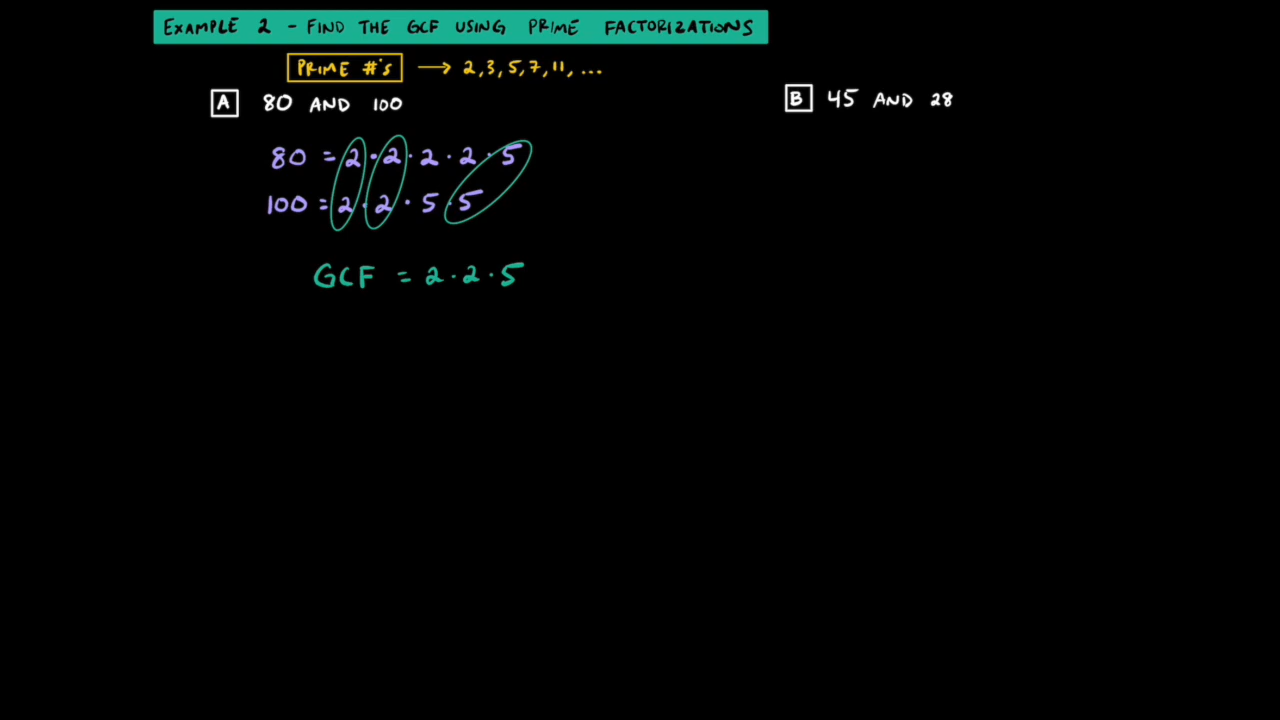 EXAMPLE 2 - FIND THE GCF USING PRIME FACTORIZATIONS
PRIME #'S → 2,3,5,7,11, ...
A 80 AND 100
80 = 2 · 2 · 2 · 2 · 5
100 = 2 · 2 · 5 · 5
GCF = 2 · 2 · 5
B 45 AND 28